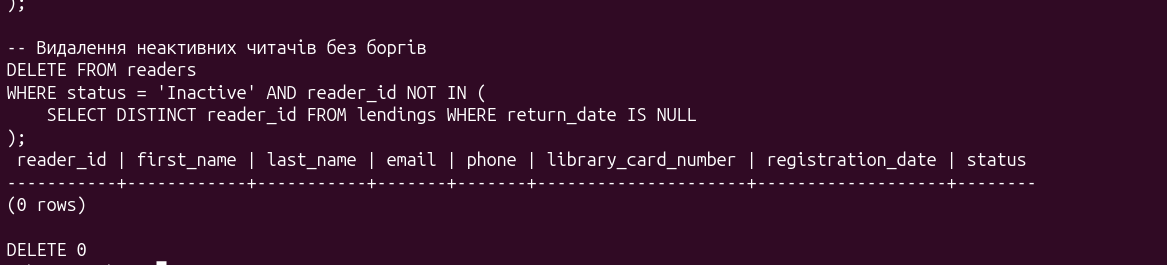 );
-- Видалення неактивних читачів без боргів
DELETE FROM readers
WHERE status = 'Inactive' AND reader_id NOT IN (
    SELECT DISTINCT reader_id FROM lendings WHERE return_date IS NULL
);
 reader_id | first_name | last_name | email | phone | library_card_number | registration_date | status
-----------+------------+-----------+-------+-------+---------------------+-------------------+--------
(0 rows)
DELETE 0